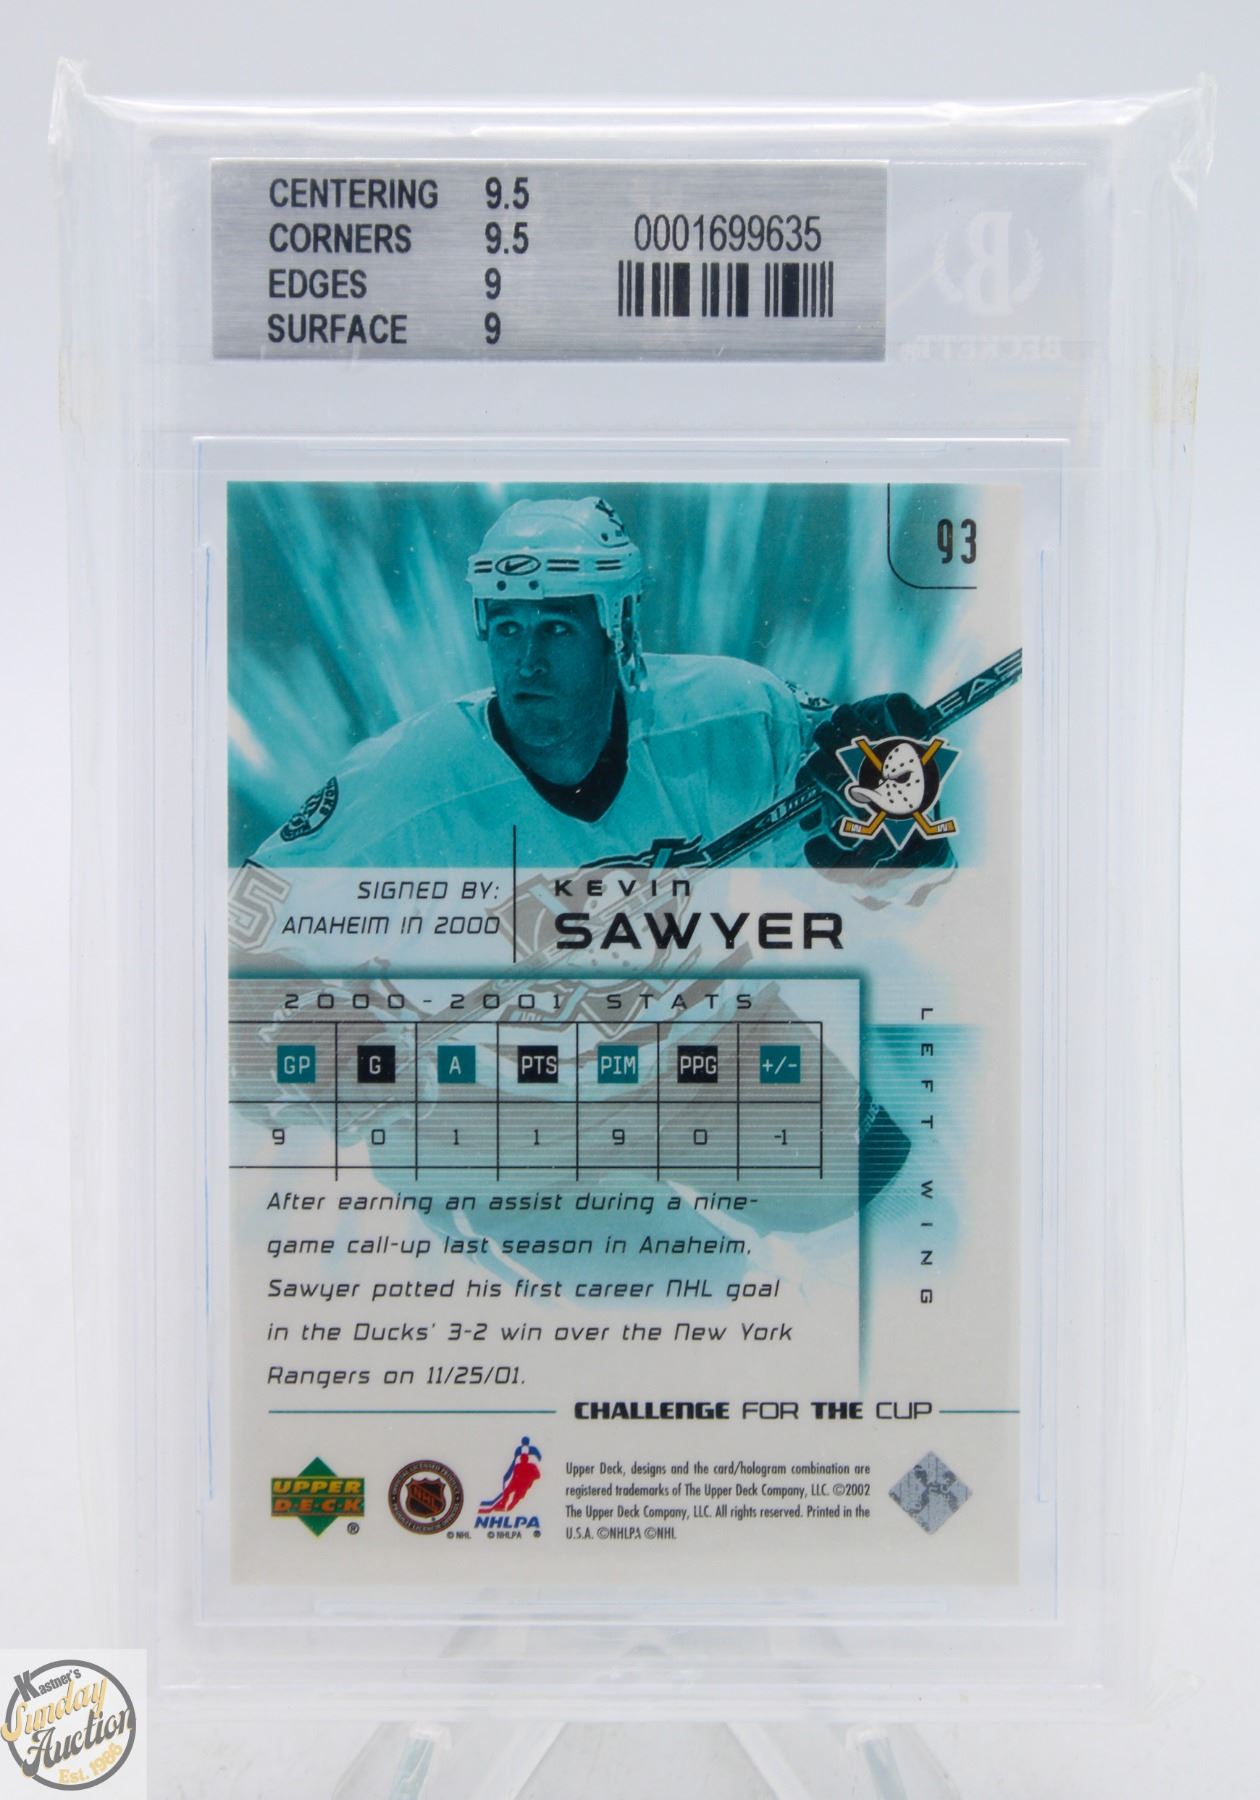 CENTERING 9.5
CORNERS 9.5
EDGES 9
SURFACE 9
0001699635
BECKETT
93
EAS
SIGNED BY:
ANAHEIM IN 2000
KEVIN
SAWYER
2000-2001 STATS
GP G A PTS PIM PPG +/-
9 0 1 1 9 0 -1
LEFT WING
After earning an assist during a nine-
game call-up last season in Anaheim,
Sawyer potted his first career NHL goal
in the Ducks' 3-2 win over the New York
Rangers on 11/25/01.
CHALLENGE FOR THE CUP
UPPER
DECK
®
NHL
© NHL
NHLPA
© NHLPA ®
Upper Deck, designs and the card/hologram combination are
registered trademarks of The Upper Deck Company, LLC. ©2002
The Upper Deck Company, LLC. All rights reserved. Printed in the
U.S.A. ©NHLPA ©NHL
Kastner's
Sunday
Auction
Est. 1986